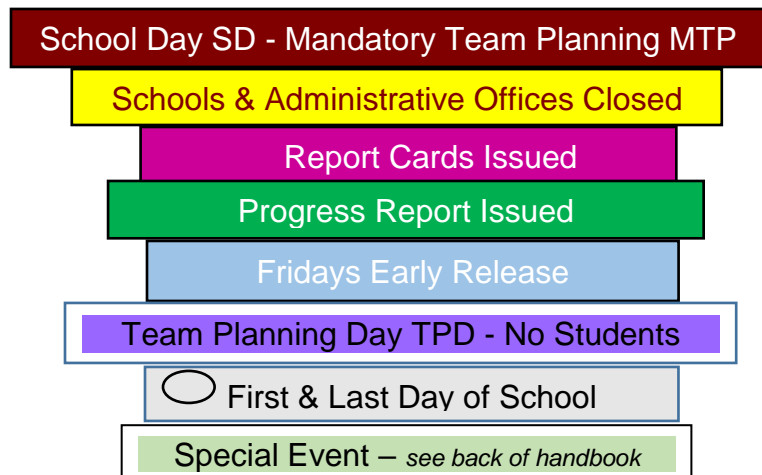 School Day SD - Mandatory Team Planning MTP
Schools & Administrative Offices Closed
Report Cards Issued
Progress Report Issued
Fridays Early Release
Team Planning Day TPD - No Students
First & Last Day of School
Special Event – see back of handbook